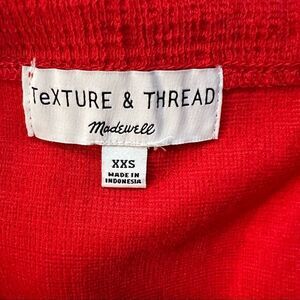 TeXTURE & THREAD
Madewell
XXS
MADE IN
INDONESIA